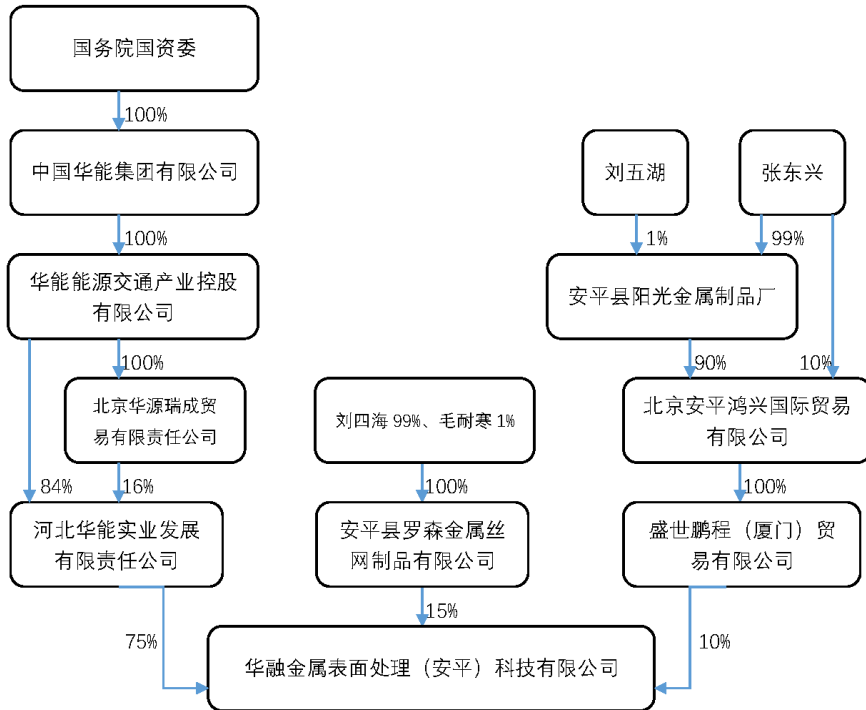 国务院国资委
100%
中国华能集团有限公司
刘五湖
张东兴
100%
1%
99%
华能能源交通产业控股
有限公司
安平县阳光金属制品厂
100%
90%
10%
北京华源瑞成贸
易有限责任公司
刘四海 99%、毛耐寒 1%
北京安平鸿兴国际贸易
有限公司
84%
16%
100%
100%
河北华能实业发展
有限责任公司
安平县罗森金属丝
网制品有限公司
盛世鹏程（厦门）贸
易有限公司
75%
15%
10%
华融金属表面处理（安平）科技有限公司